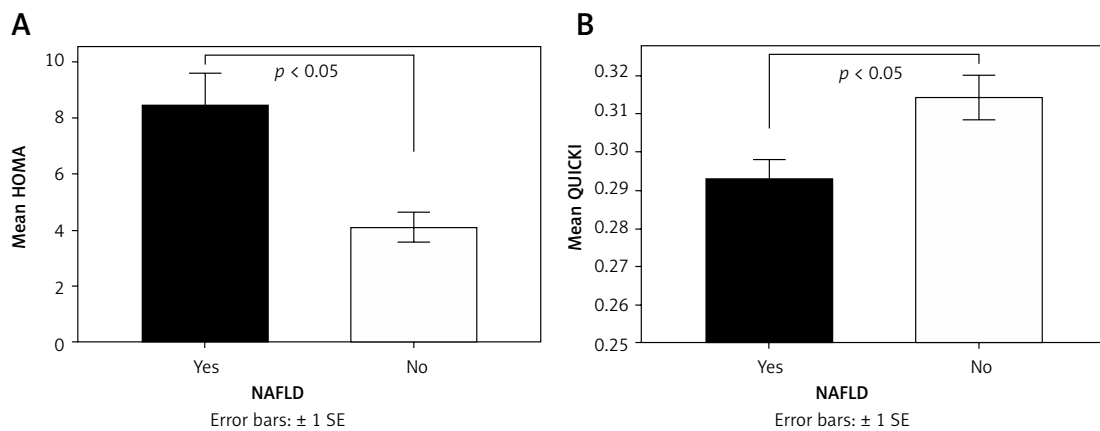 A
Mean HOMA
10
8
6
4
2
0
p < 0.05
Yes
No
NAFLD
Error bars: ± 1 SE
B
Mean QUICKI
0.32
0.31
0.30
0.29
0.28
0.27
0.26
0.25
p < 0.05
Yes
No
NAFLD
Error bars: ± 1 SE